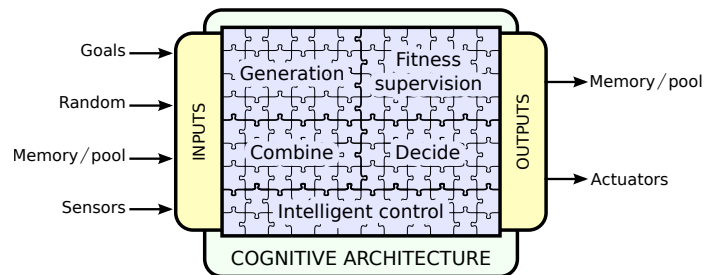 Goals
Random
Memory/pool
Sensors
INPUTS
Generation
Fitness
supervision
Combine
Decide
Intelligent control
OUTPUTS
Memory/pool
Actuators
COGNITIVE ARCHITECTURE